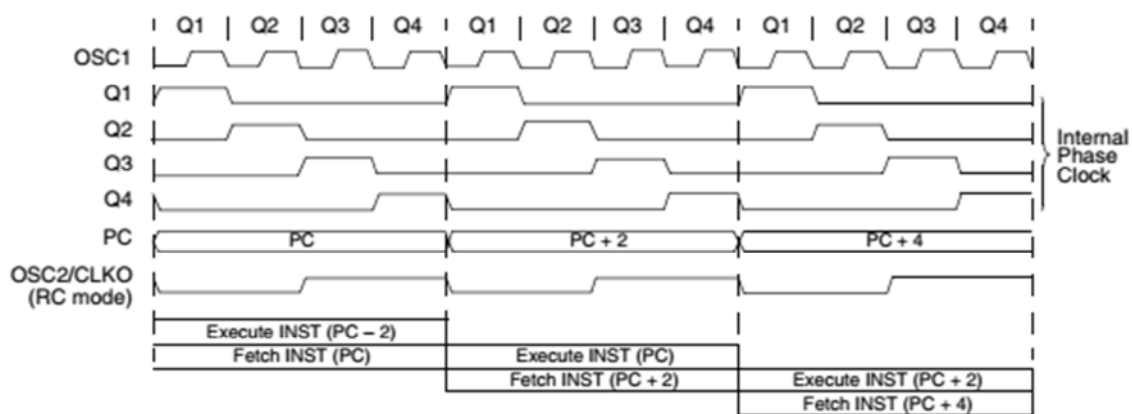 Q1 | Q2 | Q3 | Q4 | Q1 | Q2 | Q3 | Q4 | Q1 | Q2 | Q3 | Q4
OSC1
Q1
Q2
Q3
Q4
Internal
Phase
Clock
PC PC PC + 2 PC + 4
OSC2/CLKO
(RC mode)
Execute INST (PC – 2)
Fetch INST (PC) Execute INST (PC)
Fetch INST (PC + 2) Execute INST (PC + 2)
Fetch INST (PC + 4)